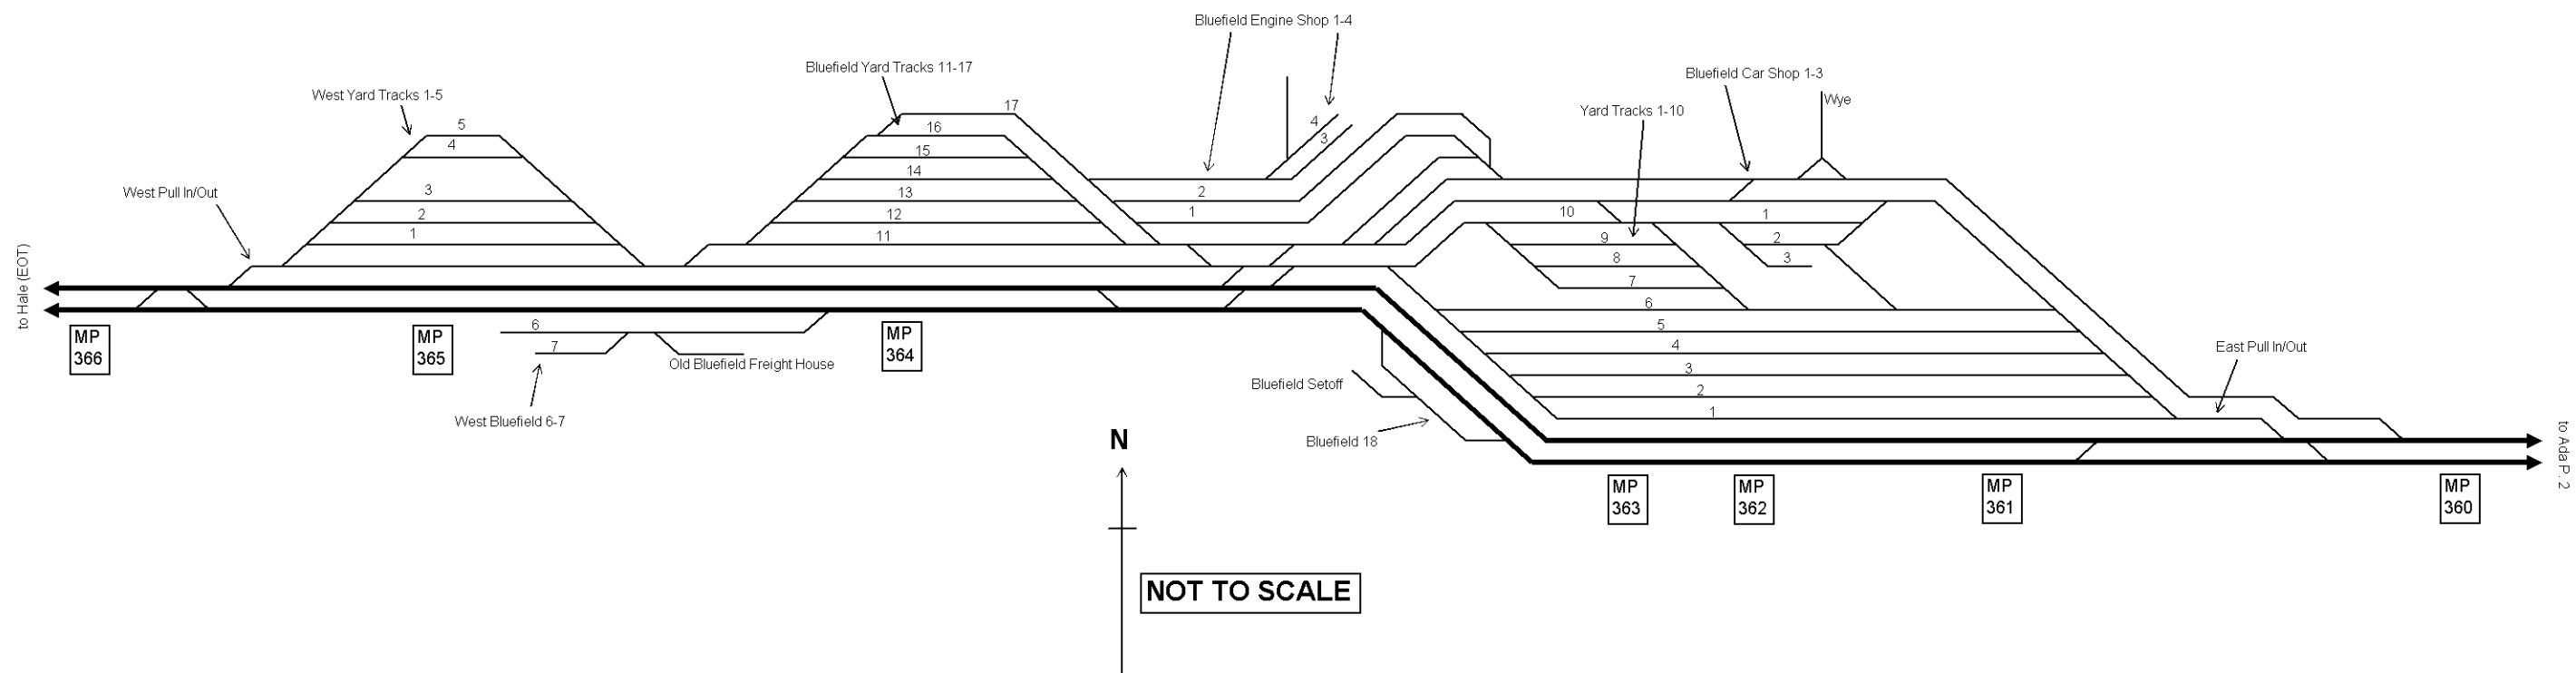 Bluefield Engine Shop 1-4
Bluefield Yard Tracks 11-17
Bluefield Car Shop 1-3
West Yard Tracks 1-5
Wye
Yard Tracks 1-10
17
5
16
4
4
3
15
14
3
13
2
West Pull In/Out
2
12
1
10
1
1
11
9
2
8
3
7
to Hale (EOT)
6
6
5
7
4
MP
366
MP
365
MP
364
Old Bluefield Freight House
3
East Pull In/Out
Bluefield Setoff
2
West Bluefield 6-7
1
Bluefield 18
N
to Ada P. 2
MP
363
MP
362
MP
361
MP
360
NOT TO SCALE